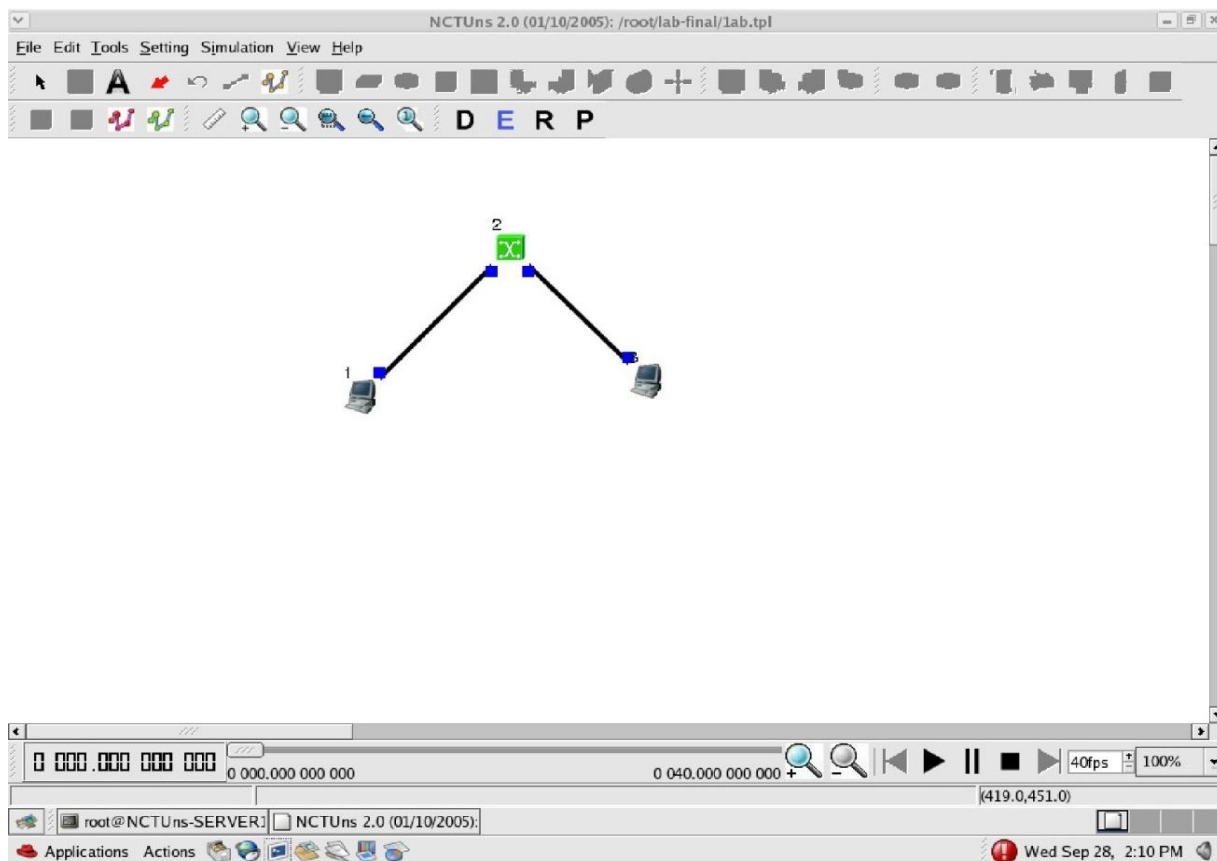 NCTUns 2.0 (01/10/2005): /root/lab-final/1ab.tpl
File Edit Tools Setting Simulation View Help
A
D E R P
2
1
0 000.000 000 000
0 000.000 000 000
0 040.000 000 000
40fps
100%
(419.0,451.0)
root@NCTUns-SERVER1
NCTUns 2.0 (01/10/2005):
Applications Actions
Wed Sep 28, 2:10 PM